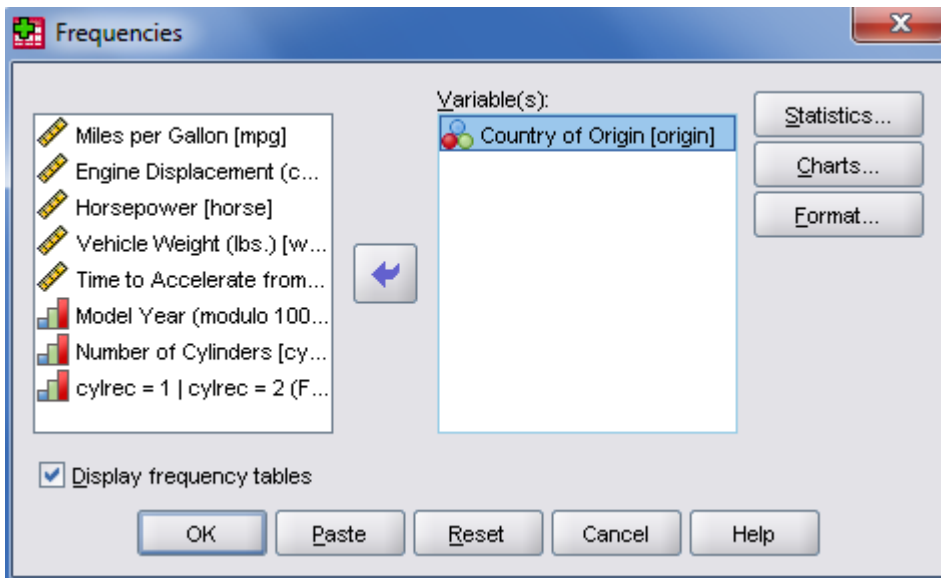 Frequencies
Miles per Gallon [mpg]
Engine Displacement (c...
Horsepower [horse]
Vehicle Weight (lbs.) [w...
Time to Accelerate from...
Model Year (modulo 100...
Number of Cylinders [cy...
cylrec = 1 | cylrec = 2 (F...
Variable(s):
Country of Origin [origin]
Statistics...
Charts...
Format...
Display frequency tables
OK Paste Reset Cancel Help